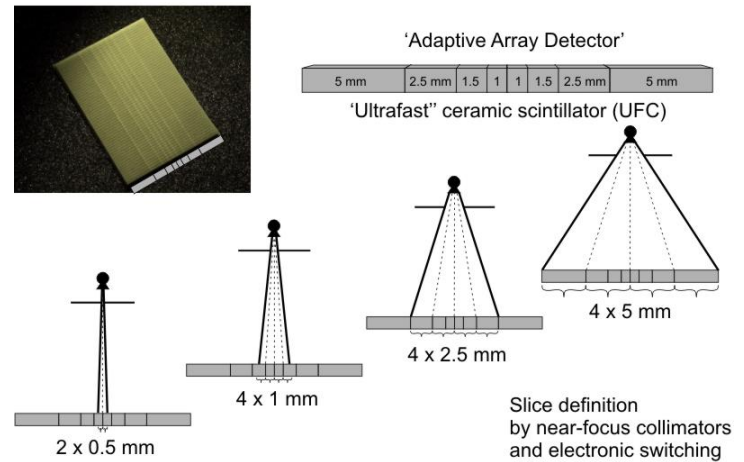 'Adaptive Array Detector'
5 mm 2.5 mm 1.5 1 1 1.5 2.5 mm 5 mm
'Ultrafast'' ceramic scintillator (UFC)
4 x 5 mm
4 x 2.5 mm
4 x 1 mm
2 x 0.5 mm
Slice definition
by near-focus collimators
and electronic switching